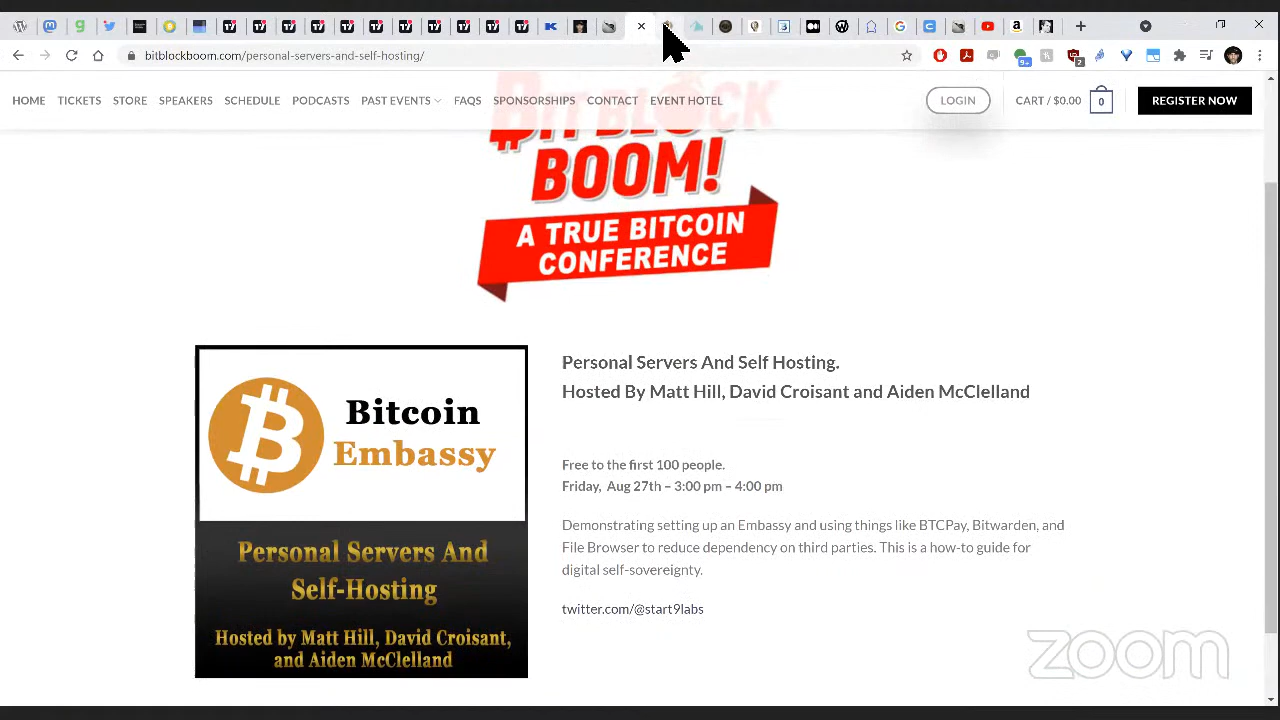 bitblockboom.com/personal-servers-and-self-hosting/
9+
2
HOME TICKETS STORE SPEAKERS SCHEDULE PODCASTS PAST EVENTS FAQS SPONSORSHIPS CONTACT EVENT HOTEL LOGIN CART / $0.00 0 REGISTER NOW
BIT BLOCK
BOOM!
A TRUE BITCOIN
CONFERENCE
Bitcoin
Embassy
Personal Servers And
Self-Hosting
Hosted by Matt Hill, David Croisant,
and Aiden McClelland
Personal Servers And Self Hosting.
Hosted By Matt Hill, David Croisant and Aiden McClelland
Free to the first 100 people.
Friday, Aug 27th – 3:00 pm – 4:00 pm
Demonstrating setting up an Embassy and using things like BTCPay, Bitwarden, and
File Browser to reduce dependency on third parties. This is a how-to guide for
digital self-sovereignty.
twitter.com/@start9labs
zoom